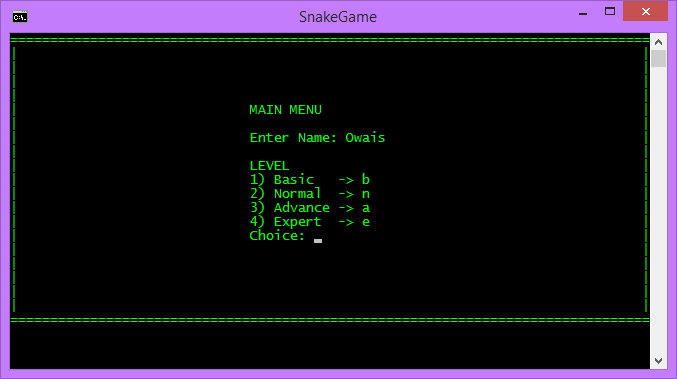 SnakeGame
MAIN MENU
Enter Name: Owais
LEVEL
1) Basic   -> b
2) Normal  -> n
3) Advance -> a
4) Expert  -> e
Choice: